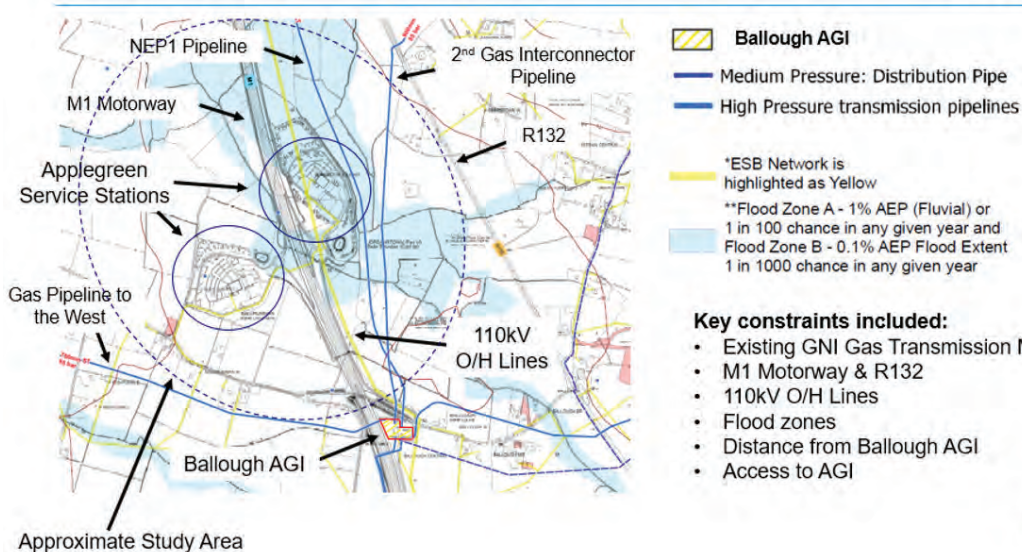 NEP1 Pipeline
2nd Gas Interconnector
Pipeline
M1 Motorway
R132
Applegreen
Service Stations
Gas Pipeline to
the West
110kV
O/H Lines
Ballough AGI
Approximate Study Area
Ballough AGI
Medium Pressure: Distribution Pipe
High Pressure transmission pipelines
*ESB Network is
highlighted as Yellow
**Flood Zone A - 1% AEP (Fluvial) or
1 in 100 chance in any given year and
Flood Zone B - 0.1% AEP Flood Extent
1 in 1000 chance in any given year
Key constraints included:
• Existing GNI Gas Transmission
• M1 Motorway & R132
• 110kV O/H Lines
• Flood zones
• Distance from Ballough AGI
• Access to AGI